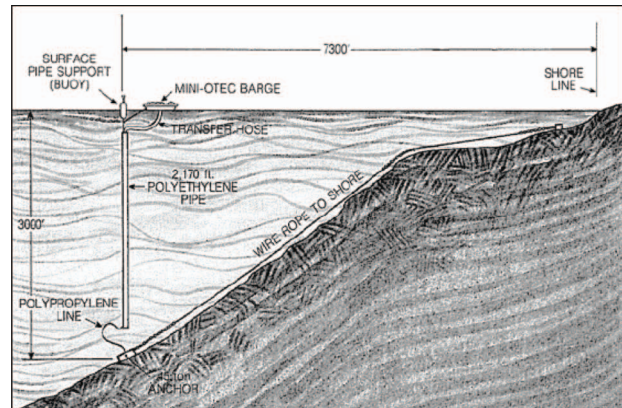 7300'
SURFACE
PIPE SUPPORT
(BUOY)
MINI-OTEC BARGE
SHORE
LINE
TRANSFER HOSE
2,170 ft.
POLYETHYLENE
PIPE
3000'
WIRE ROPE TO SHORE
POLYPROPYLENE
LINE
ANCHOR